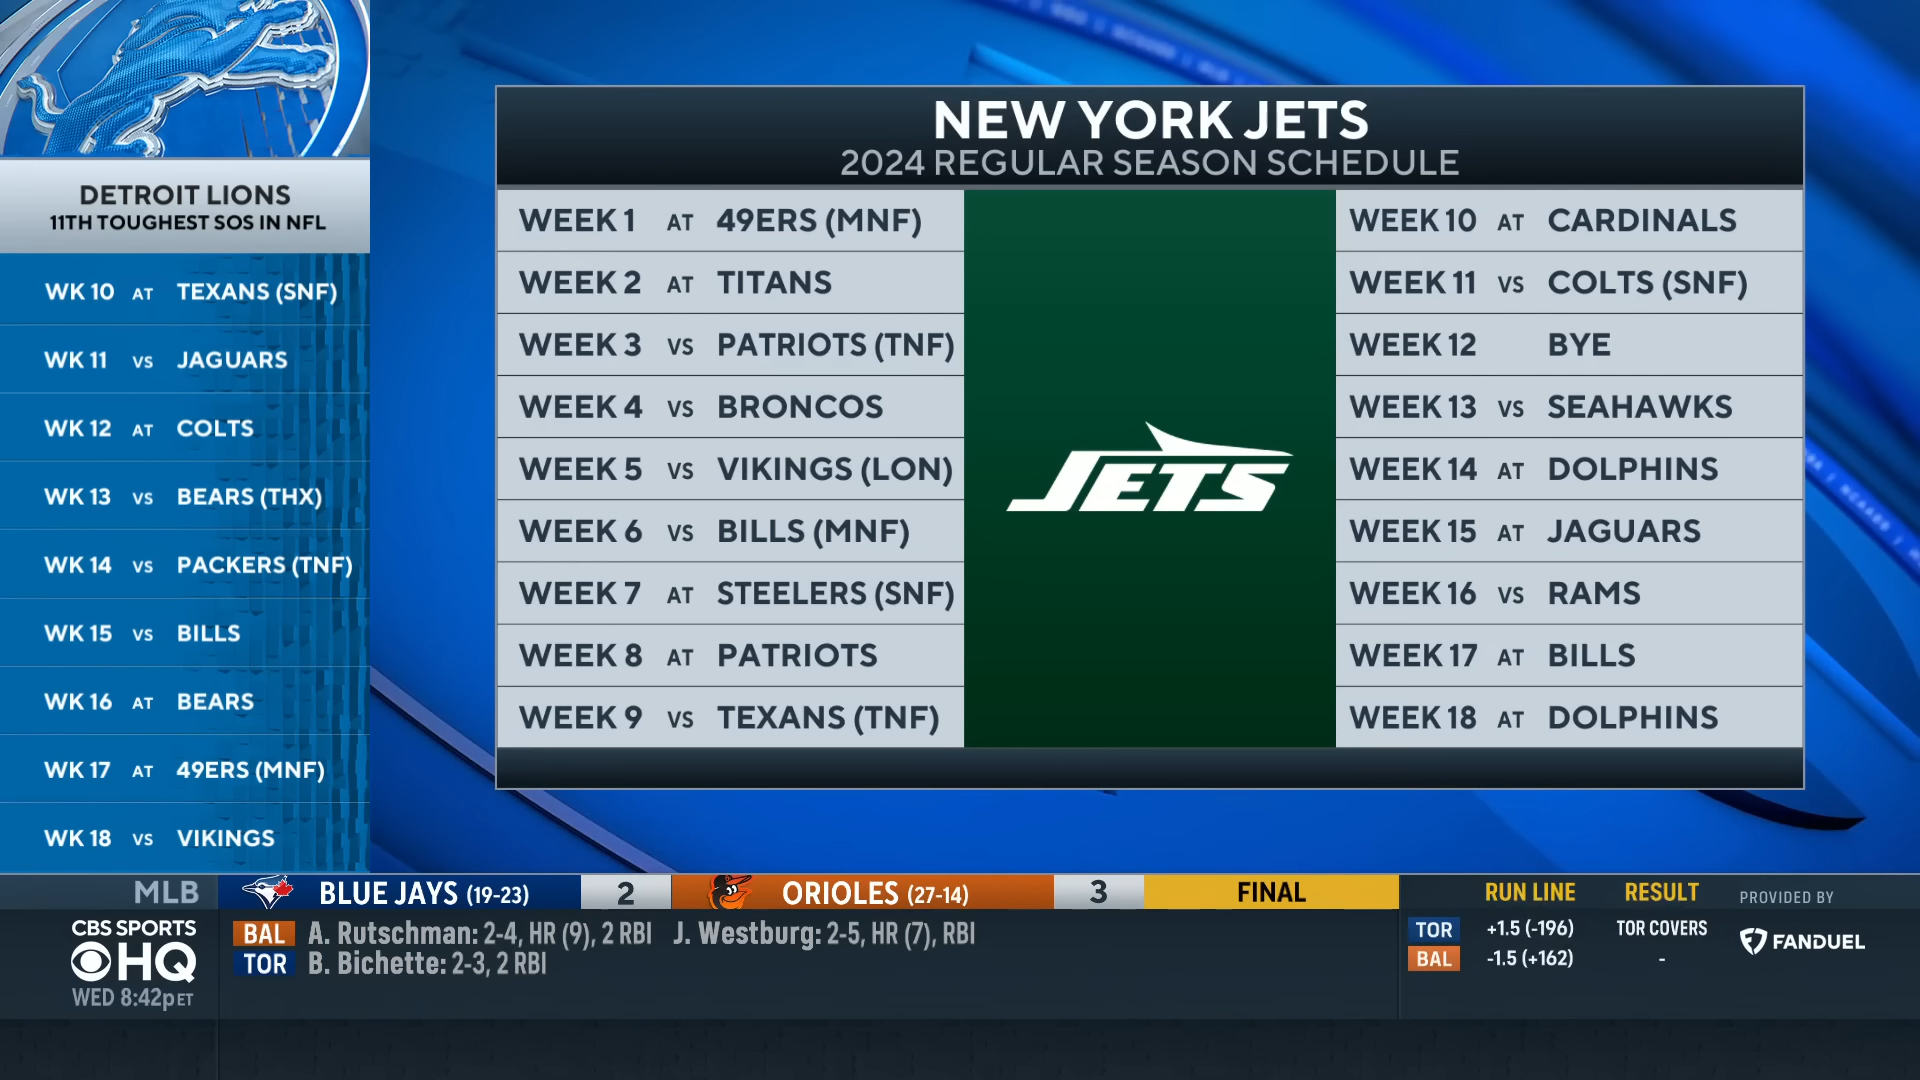 DETROIT LIONS
11TH TOUGHEST SOS IN NFL
WK 10 AT TEXANS (SNF)
WK 11 VS JAGUARS
WK 12 AT COLTS
WK 13 VS BEARS (THX)
WK 14 VS PACKERS (TNF)
WK 15 VS BILLS
WK 16 AT BEARS
WK 17 AT 49ERS (MNF)
WK 18 VS VIKINGS
NEW YORK JETS
2024 REGULAR SEASON SCHEDULE
WEEK 1 AT 49ERS (MNF)
WEEK 2 AT TITANS
WEEK 3 VS PATRIOTS (TNF)
WEEK 4 VS BRONCOS
WEEK 5 VS VIKINGS (LON)
WEEK 6 VS BILLS (MNF)
WEEK 7 AT STEELERS (SNF)
WEEK 8 AT PATRIOTS
WEEK 9 VS TEXANS (TNF)
JETS
WEEK 10 AT CARDINALS
WEEK 11 VS COLTS (SNF)
WEEK 12 BYE
WEEK 13 VS SEAHAWKS
WEEK 14 AT DOLPHINS
WEEK 15 AT JAGUARS
WEEK 16 VS RAMS
WEEK 17 AT BILLS
WEEK 18 AT DOLPHINS
MLB
CBS SPORTS
HQ
WED 8:42pET
BLUE JAYS (19-23) 2 ORIOLES (27-14) 3 FINAL
BAL A. Rutschman: 2-4, HR (9), 2 RBI J. Westburg: 2-5, HR (7), RBI
TOR B. Bichette: 2-3, 2 RBI
RUN LINE RESULT
TOR +1.5 (-196) TOR COVERS
BAL -1.5 (+162) -
PROVIDED BY
FANDUEL